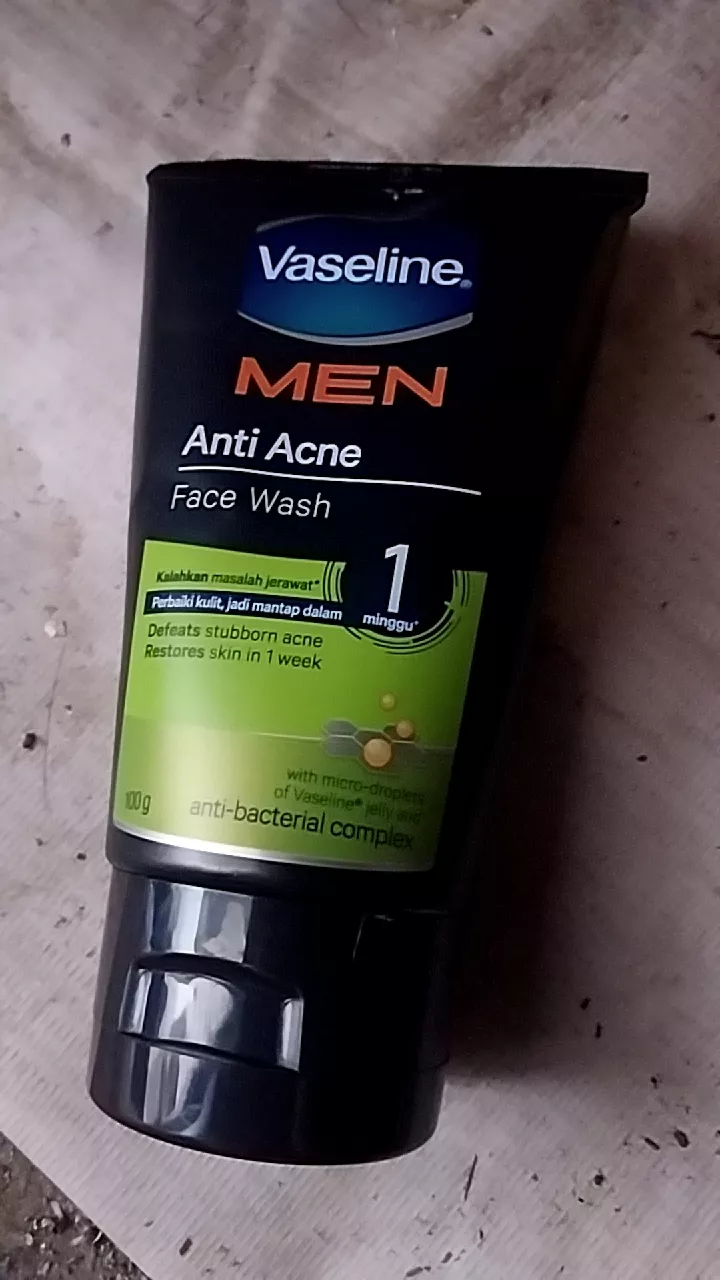 Vaseline®
MEN
Anti Acne
Face Wash
Kalahkan masalah jerawat*
Perbaiki kulit, jadi mantap dalam
1
minggu*
Defeats stubborn acne
Restores skin in 1 week
with micro-droplets
of Vaseline® jelly and
100g
anti-bacterial complex